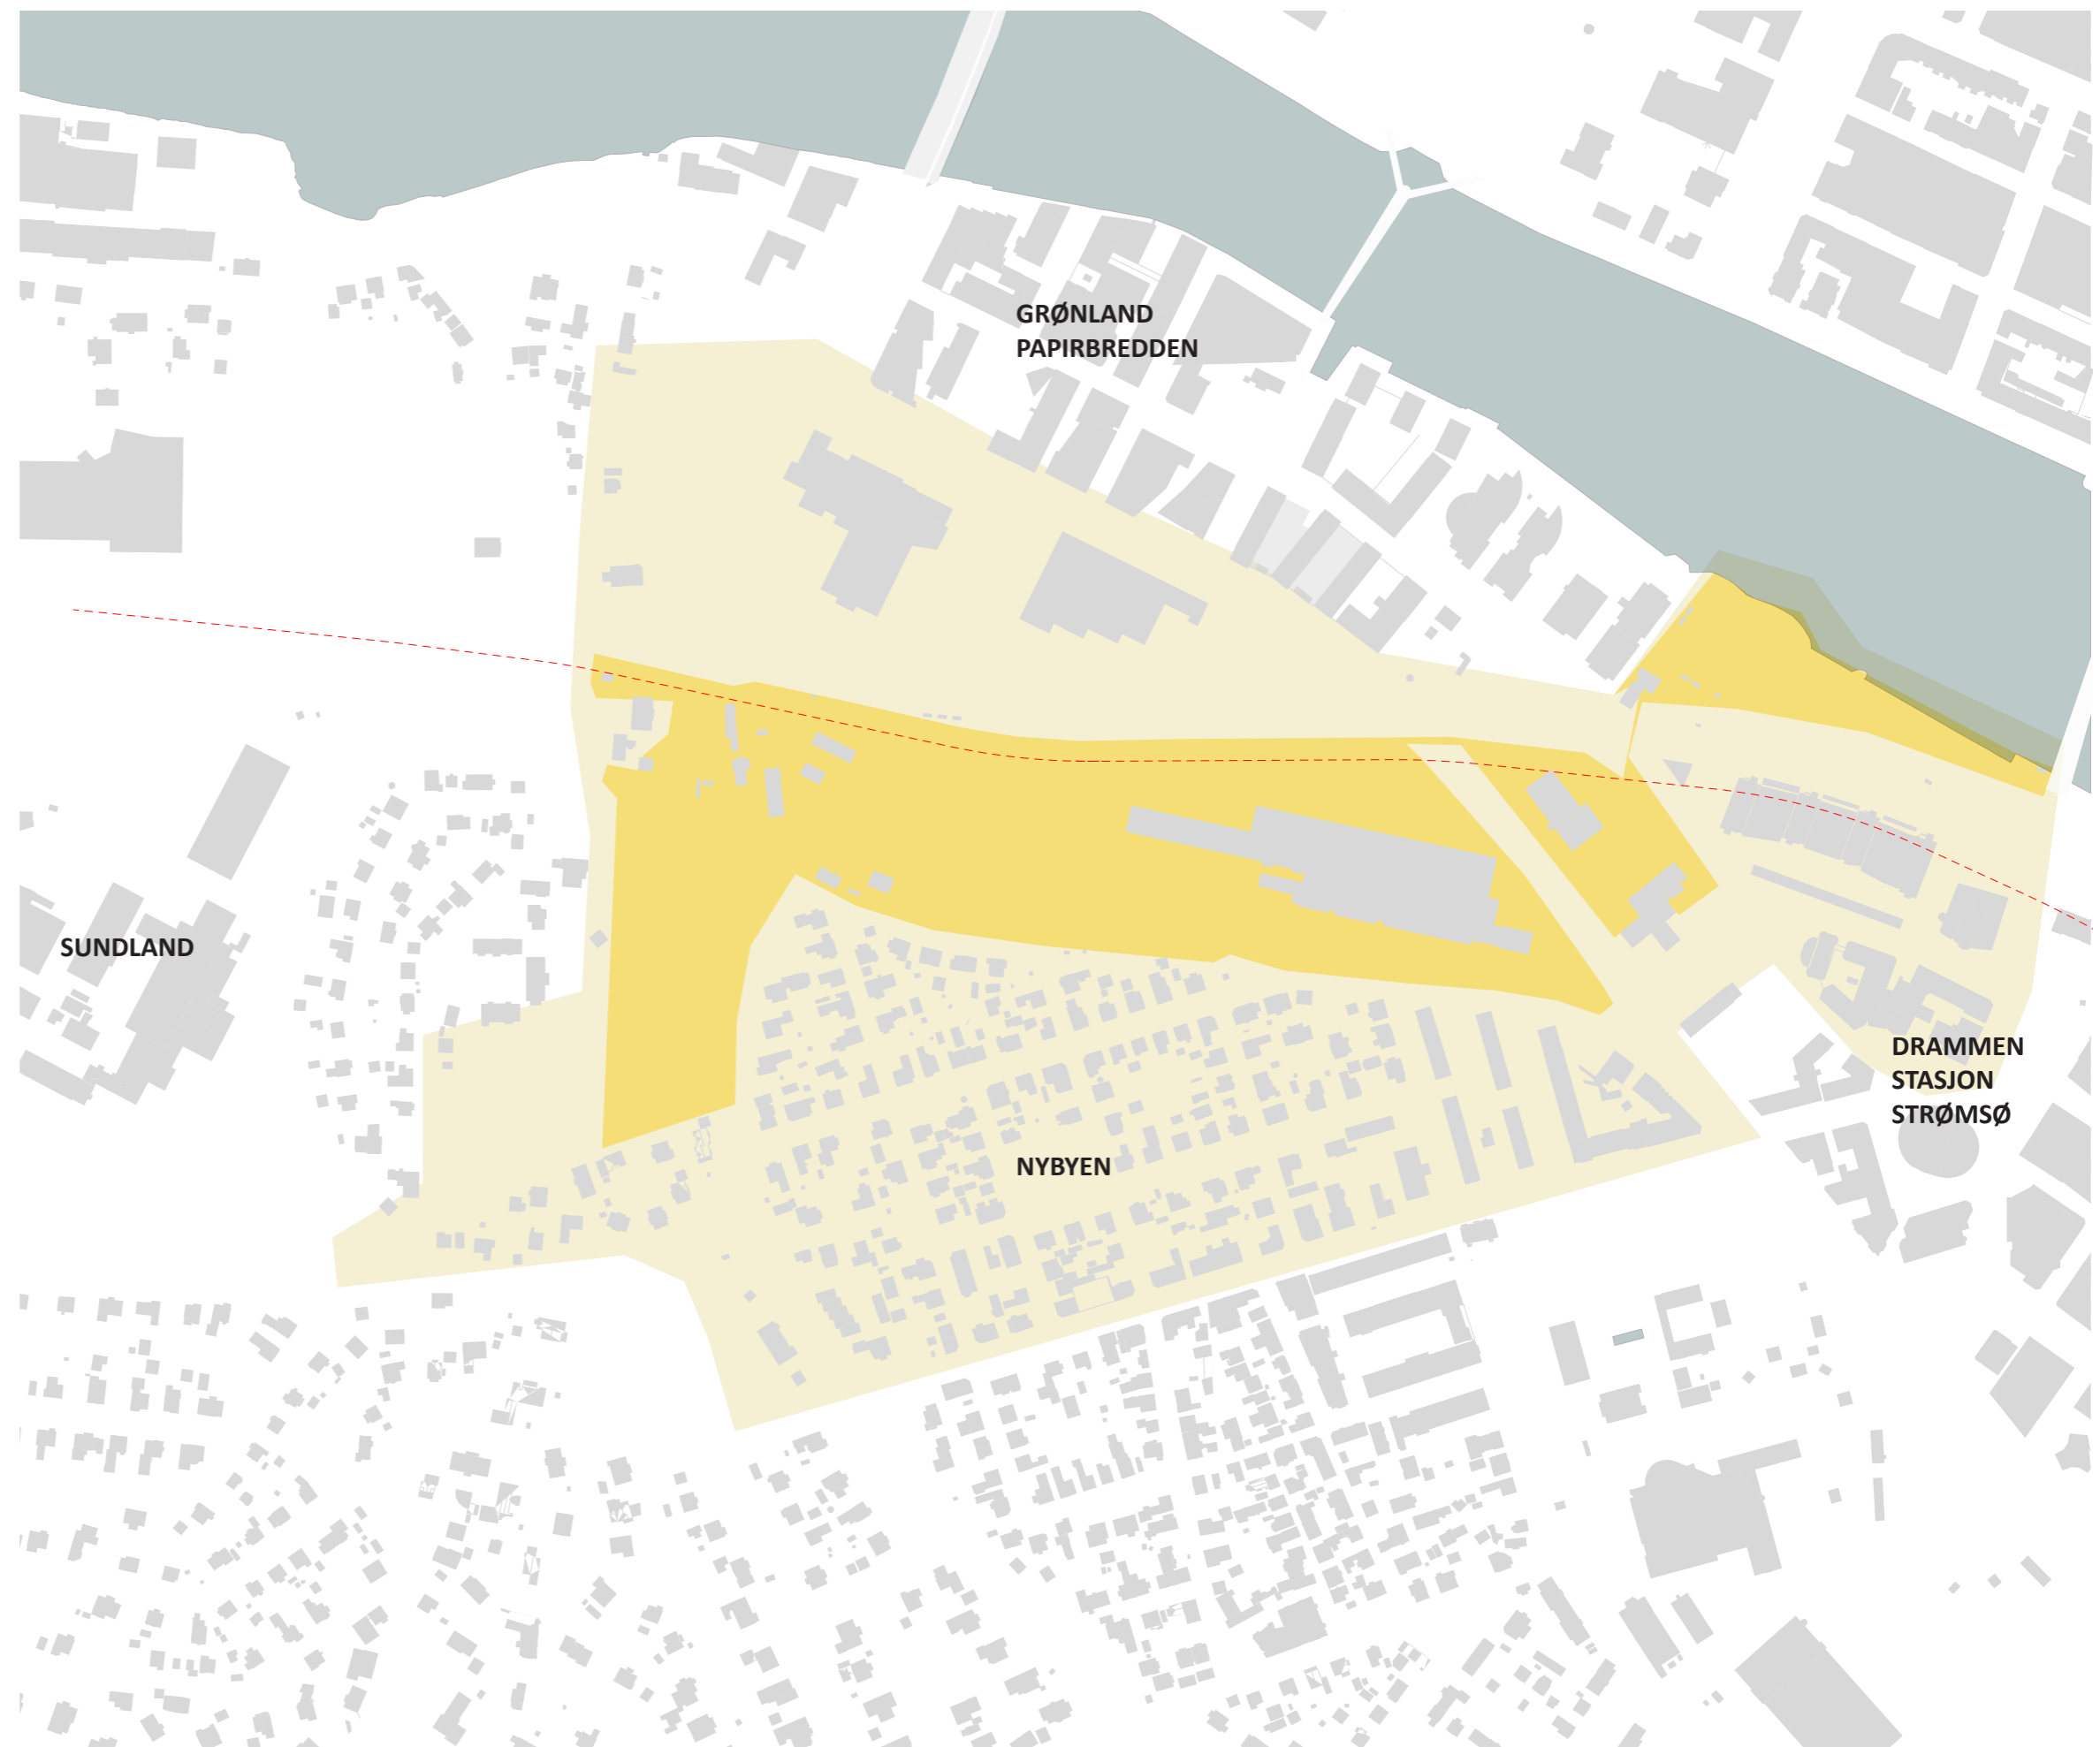 GRØNLAND
PAPIRBREDDEN
SUNDLAND
DRAMMEN
STASJON
STRØMSØ
NYBYEN